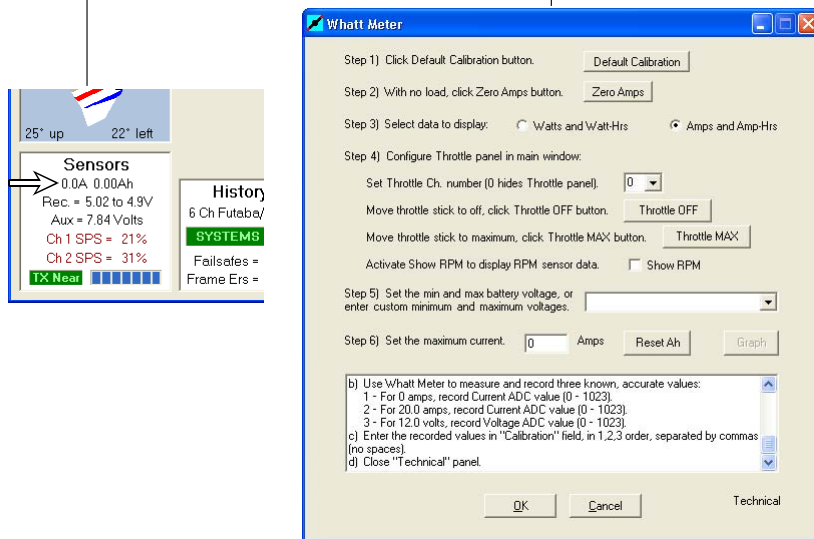 25° up 22° left
Sensors
0.0A 0.00Ah
Rec. = 5.02 to 4.9V
Aux = 7.84 Volts
Ch 1 SPS = 21%
Ch 2 SPS = 31%
TX Near
History
6 Ch Futaba/
SYSTEMS
Failsafes =
Frame Ers =
Whatt Meter
Step 1) Click Default Calibration button. Default Calibration
Step 2) With no load, click Zero Amps button. Zero Amps
Step 3) Select data to display: Watts and Watt-Hrs Amps and Amp-Hrs
Step 4) Configure Throttle panel in main window:
Set Throttle Ch. number (0 hides Throttle panel). 0
Move throttle stick to off, click Throttle OFF button. Throttle OFF
Move throttle stick to maximum, click Throttle MAX button. Throttle MAX
Activate Show RPM to display RPM sensor data. Show RPM
Step 5) Set the min and max battery voltage, or
enter custom minimum and maximum voltages.
Step 6) Set the maximum current. 0 Amps Reset Ah Graph
b) Use Whatt Meter to measure and record three known, accurate values:
1 - For 0 amps, record Current ADC value (0 - 1023).
2 - For 20.0 amps, record Current ADC value (0 - 1023).
3 - For 12.0 volts, record Voltage ADC value (0 - 1023).
c) Enter the recorded values in "Calibration" field, in 1,2,3 order, separated by commas
(no spaces).
d) Close "Technical" panel.
OK Cancel Technical